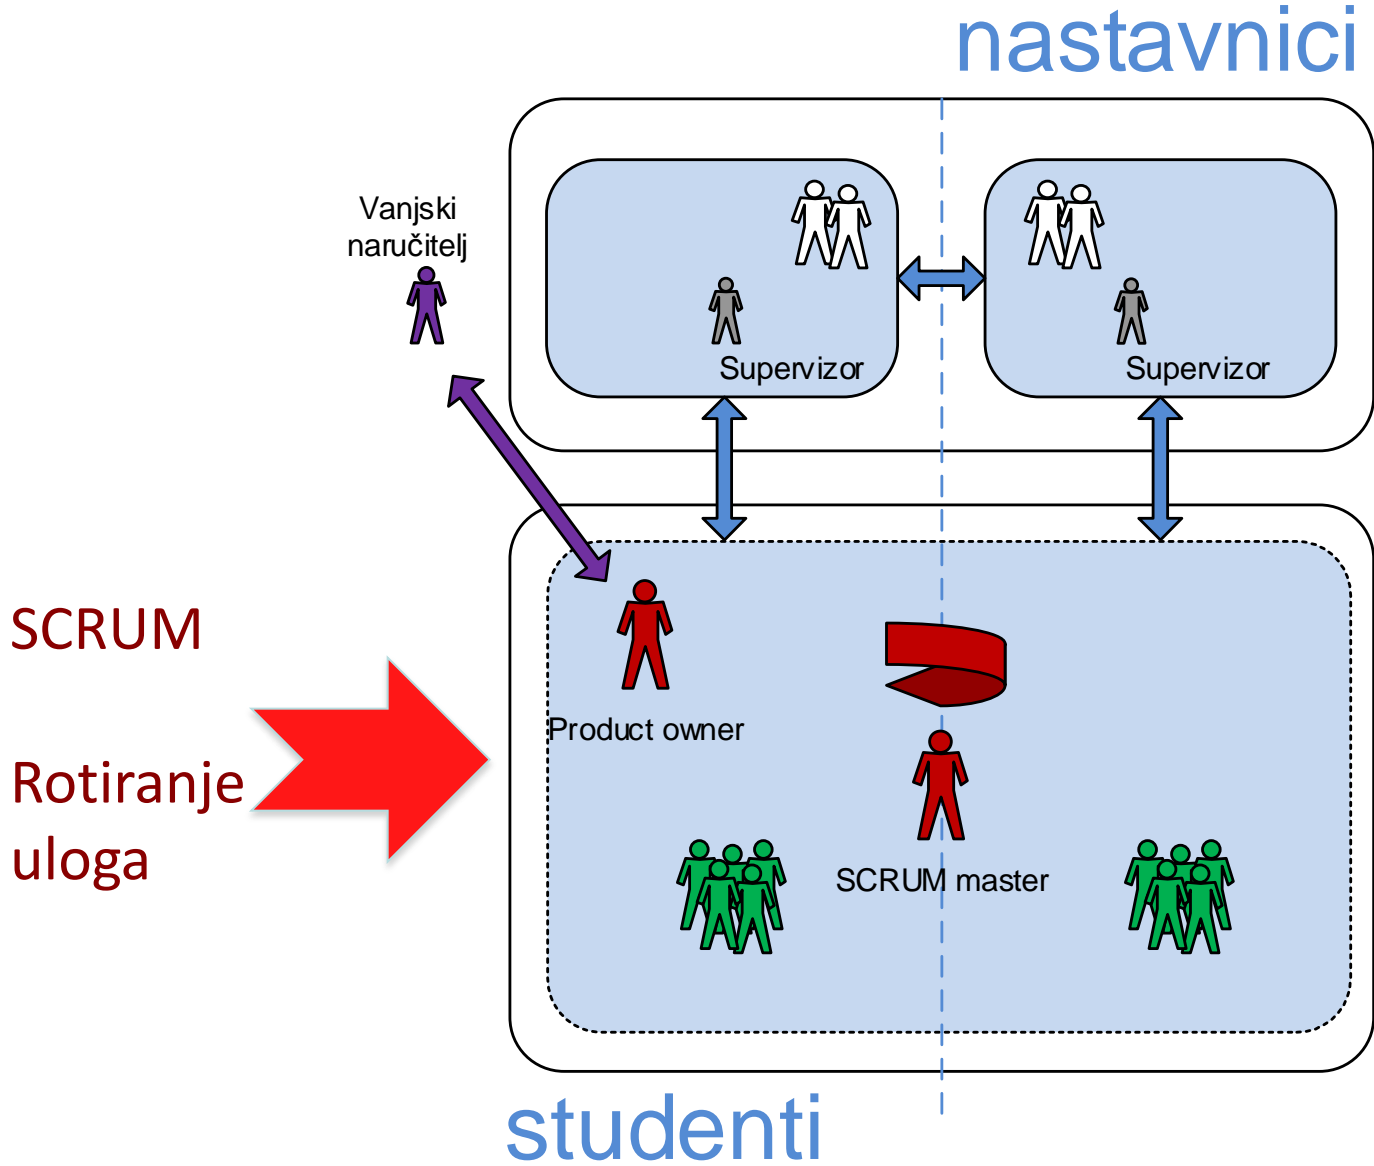 nastavnici
Vanjski
naručitelj
Supervizor
Supervizor
SCRUM
Rotiranje
uloga
Product owner
SCRUM master
studenti